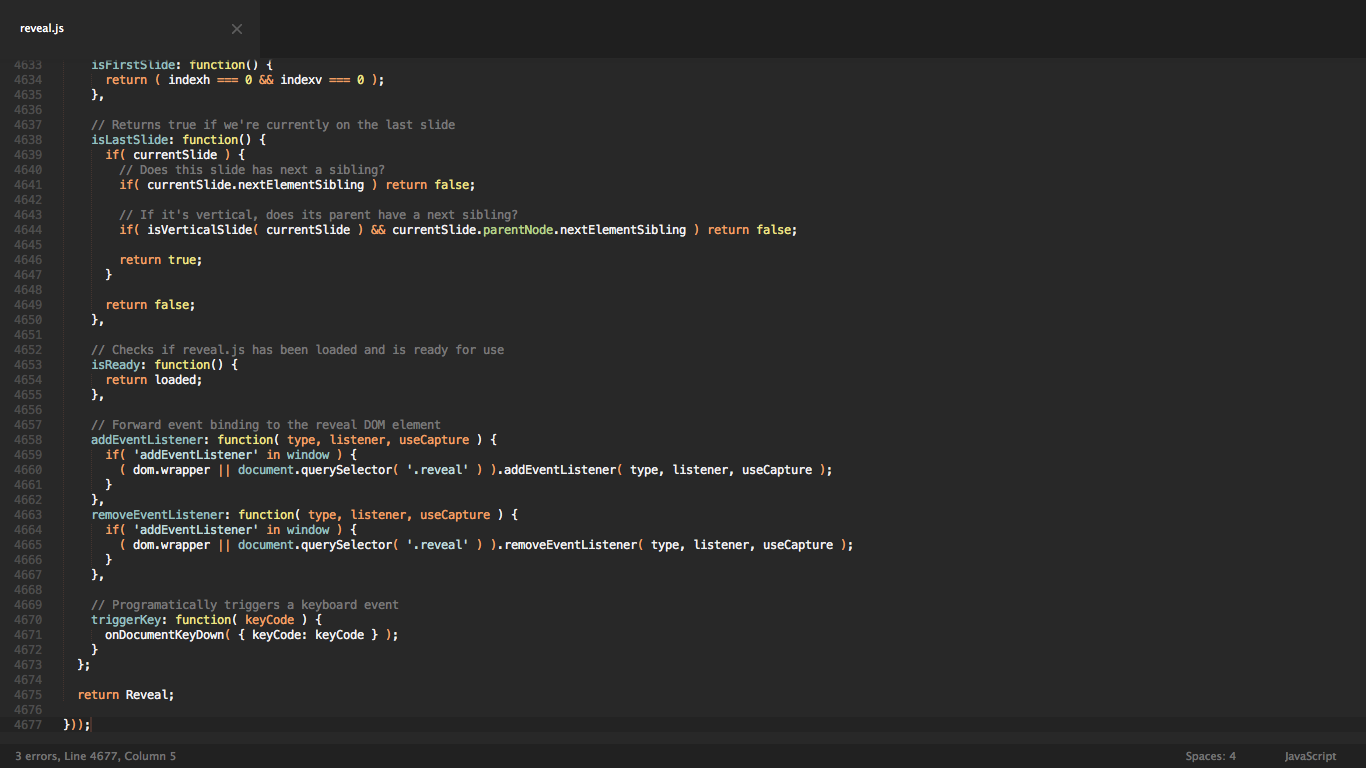 reveal.js ×
4633 isFirstSlide: function() {
4634 return ( indexh === 0 && indexv === 0 );
4635 },
4636
4637 // Returns true if we're currently on the last slide
4638 isLastSlide: function() {
4639 if( currentSlide ) {
4640 // Does this slide has next a sibling?
4641 if( currentSlide.nextElementSibling ) return false;
4642
4643 // If it's vertical, does its parent have a next sibling?
4644 if( isVerticalSlide( currentSlide ) && currentSlide.parentNode.nextElementSibling ) return false;
4645
4646 return true;
4647 }
4648
4649 return false;
4650 },
4651
4652 // Checks if reveal.js has been loaded and is ready for use
4653 isReady: function() {
4654 return loaded;
4655 },
4656
4657 // Forward event binding to the reveal DOM element
4658 addEventListener: function( type, listener, useCapture ) {
4659 if( 'addEventListener' in window ) {
4660 ( dom.wrapper || document.querySelector( '.reveal' ) ).addEventListener( type, listener, useCapture );
4661 }
4662 },
4663 removeEventListener: function( type, listener, useCapture ) {
4664 if( 'addEventListener' in window ) {
4665 ( dom.wrapper || document.querySelector( '.reveal' ) ).removeEventListener( type, listener, useCapture );
4666 }
4667 },
4668
4669 // Programatically triggers a keyboard event
4670 triggerKey: function( keyCode ) {
4671 onDocumentKeyDown( { keyCode: keyCode } );
4672 }
4673 };
4674
4675 return Reveal;
4676
4677 }));
3 errors, Line 4677, Column 5 Spaces: 4 JavaScript